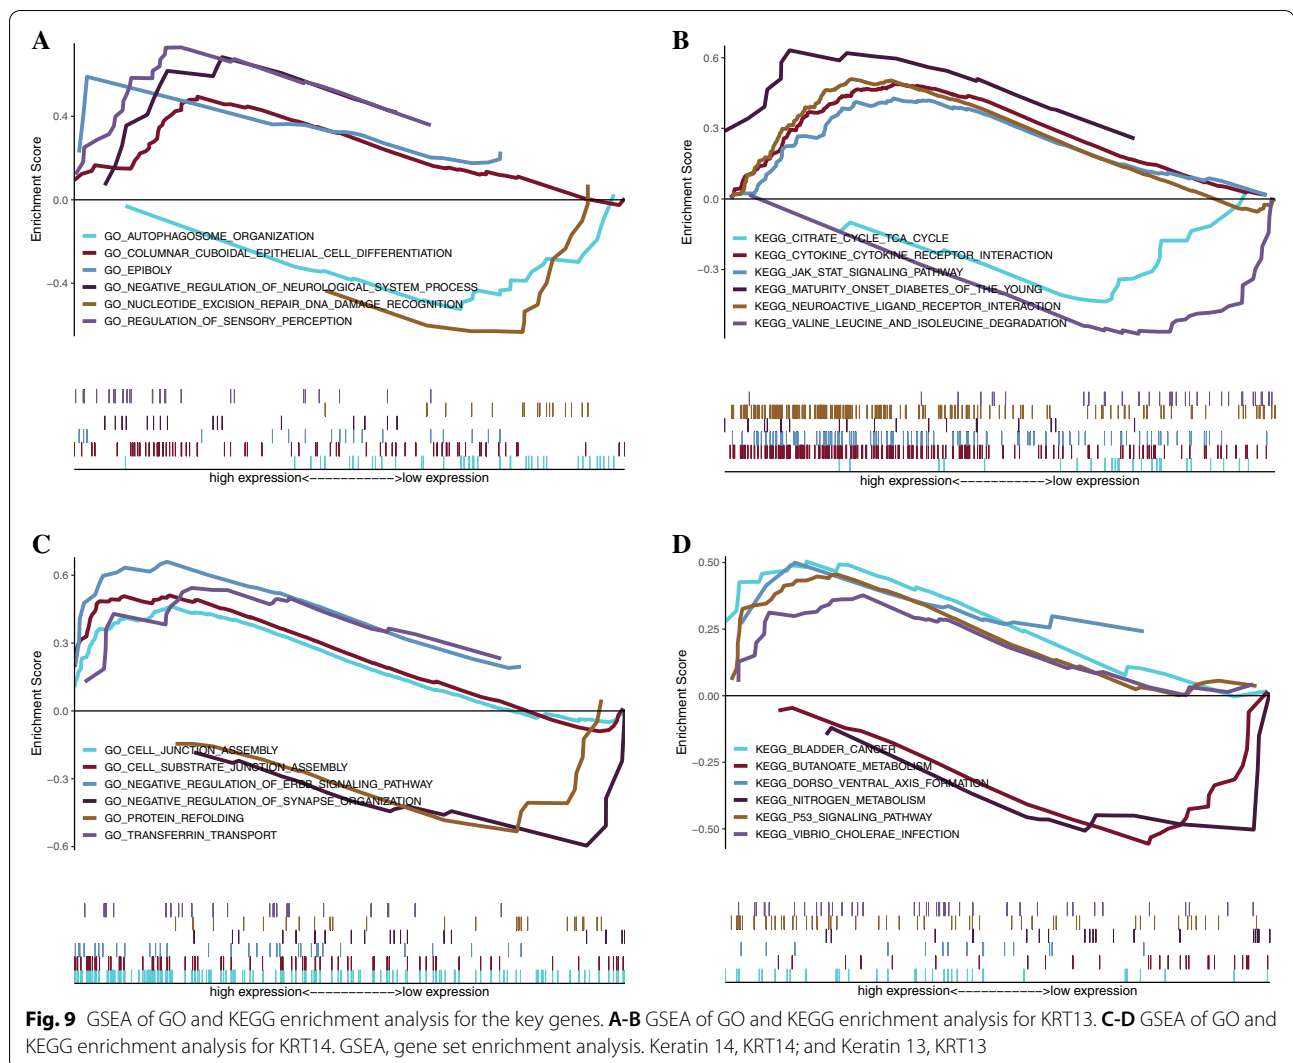 A
Enrichment Score
0.4
0.0
−0.4
GO_AUTOPHAGOSOME_ORGANIZATION
GO_COLUMNAR_CUBOIDAL_EPITHELIAL_CELL_DIFFERENTIATION
GO_EPIBOLY
GO_NEGATIVE_REGULATION_OF_NEUROLOGICAL_SYSTEM_PROCESS
GO_NUCLEOTIDE_EXCISION_REPAIR_DNA_DAMAGE_RECOGNITION
GO_REGULATION_OF_SENSORY_PERCEPTION
high expression<----------->low expression
B
Enrichment Score
0.6
0.3
0.0
−0.3
KEGG_CITRATE_CYCLE_TCA_CYCLE
KEGG_CYTOKINE_CYTOKINE_RECEPTOR_INTERACTION
KEGG_JAK_STAT_SIGNALING_PATHWAY
KEGG_MATURITY_ONSET_DIABETES_OF_THE_YOUNG
KEGG_NEUROACTIVE_LIGAND_RECEPTOR_INTERACTION
KEGG_VALINE_LEUCINE_AND_ISOLEUCINE_DEGRADATION
high expression<----------->low expression
C
Enrichment Score
0.6
0.3
0.0
−0.3
−0.6
GO_CELL_JUNCTION_ASSEMBLY
GO_CELL_SUBSTRATE_JUNCTION_ASSEMBLY
GO_NEGATIVE_REGULATION_OF_ERBB_SIGNALING_PATHWAY
GO_NEGATIVE_REGULATION_OF_SYNAPSE_ORGANIZATION
GO_PROTEIN_REFOLDING
GO_TRANSFERRIN_TRANSPORT
high expression<----------->low expression
D
Enrichment Score
0.50
0.25
0.00
−0.25
−0.50
KEGG_BLADDER_CANCER
KEGG_BUTANOATE_METABOLISM
KEGG_DORSO_VENTRAL_AXIS_FORMATION
KEGG_NITROGEN_METABOLISM
KEGG_P53_SIGNALING_PATHWAY
KEGG_VIBRIO_CHOLERAE_INFECTION
high expression<----------->low expression
Fig. 9 GSEA of GO and KEGG enrichment analysis for the key genes. A-B GSEA of GO and KEGG enrichment analysis for KRT13. C-D GSEA of GO and
KEGG enrichment analysis for KRT14. GSEA, gene set enrichment analysis. Keratin 14, KRT14; and Keratin 13, KRT13